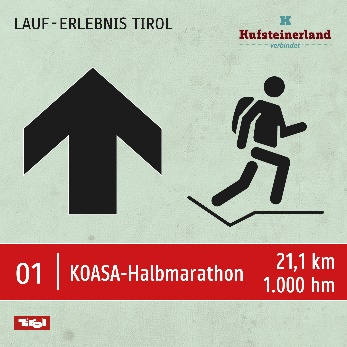 LAUF-ERLEBNIS TIROL
K
Kufsteinerland
verbindet
01 KOASA-Halbmarathon
21,1 km
1.000 hm
Tirol